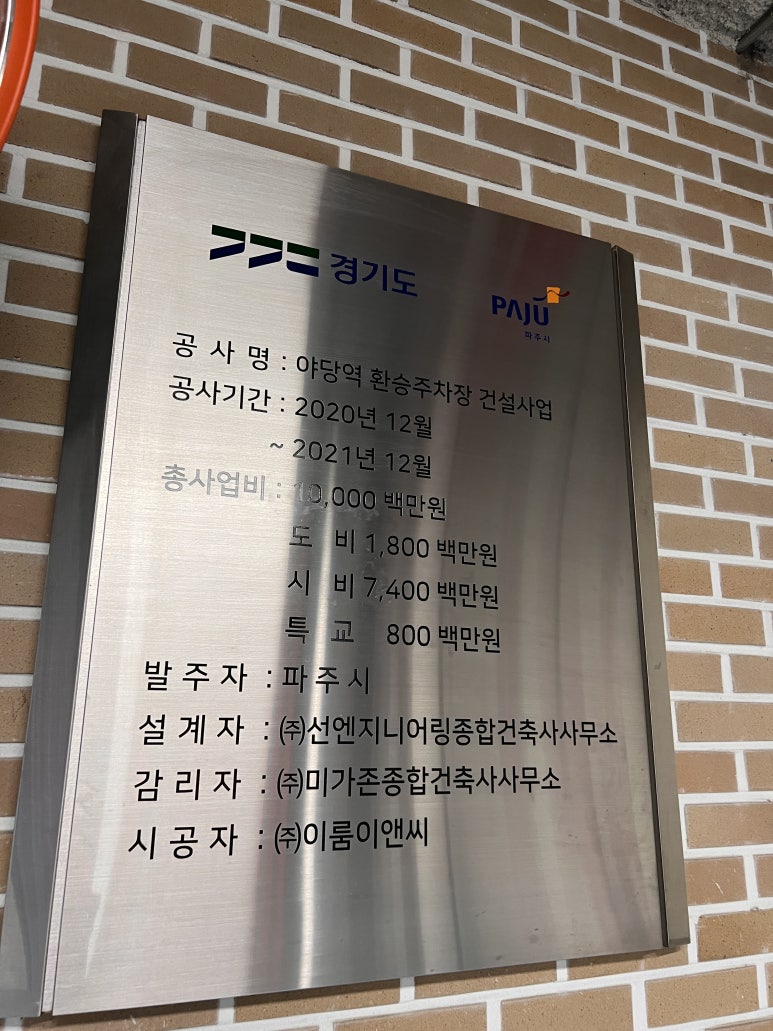 경기도
PAJU
파주시
공 사 명 : 야당역 환승주차장 건설사업
공사기간 : 2020년 12월
~ 2021년 12월
총사업비 : 10,000 백만원
도 비 1,800 백만원
시 비 7,400 백만원
특 교 800 백만원
발 주 자 : 파 주 시
설 계 자 : ㈜선엔지니어링종합건축사사무소
감 리 자 : ㈜미가존종합건축사사무소
시 공 자 : ㈜이룸이앤씨